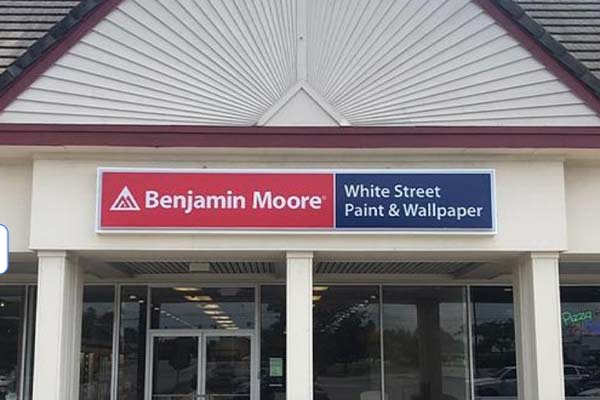 Benjamin Moore®
White Street
Paint & Wallpaper
Pizza